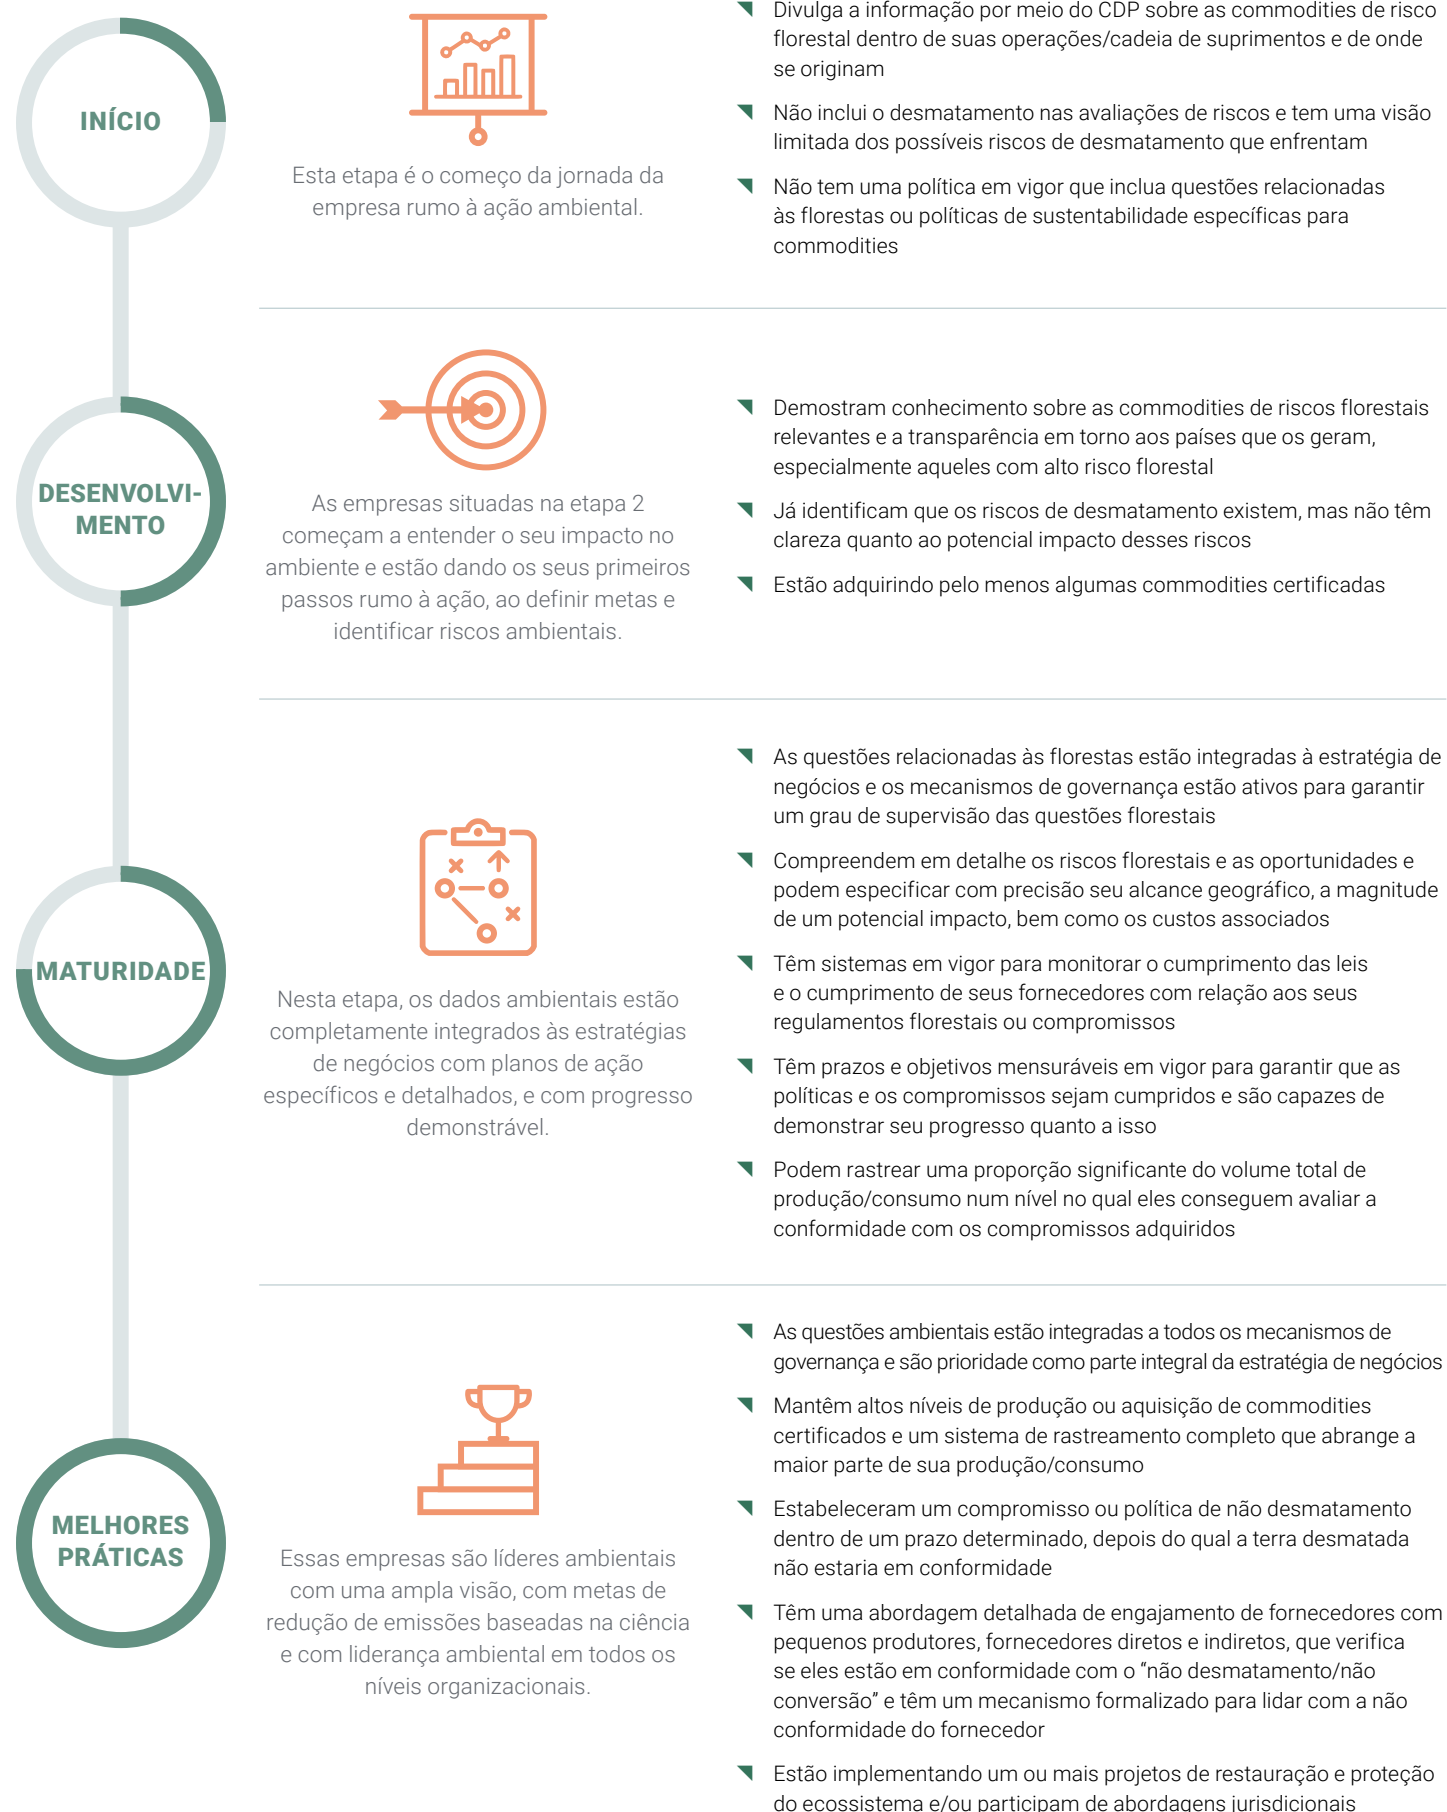 INÍCIO
Esta etapa é o começo da jornada da
empresa rumo à ação ambiental.
Divulga a informação por meio do CDP sobre as commodities de risco
florestal dentro de suas operações/cadeia de suprimentos e de onde
se originam
Não inclui o desmatamento nas avaliações de riscos e tem uma visão
limitada dos possíveis riscos de desmatamento que enfrentam
Não tem uma política em vigor que inclua questões relacionadas
às florestas ou políticas de sustentabilidade específicas para
commodities
DESENVOLVI-
MENTO
As empresas situadas na etapa 2
começam a entender o seu impacto no
ambiente e estão dando os seus primeiros
passos rumo à ação, ao definir metas e
identificar riscos ambientais.
Demostram conhecimento sobre as commodities de riscos florestais
relevantes e a transparência em torno aos países que os geram,
especialmente aqueles com alto risco florestal
Já identificam que os riscos de desmatamento existem, mas não têm
clareza quanto ao potencial impacto desses riscos
Estão adquirindo pelo menos algumas commodities certificadas
MATURIDADE
Nesta etapa, os dados ambientais estão
completamente integrados às estratégias
de negócios com planos de ação
específicos e detalhados, e com progresso
demonstrável.
As questões relacionadas às florestas estão integradas à estratégia de
negócios e os mecanismos de governança estão ativos para garantir
um grau de supervisão das questões florestais
Compreendem em detalhe os riscos florestais e as oportunidades e
podem especificar com precisão seu alcance geográfico, a magnitude
de um potencial impacto, bem como os custos associados
Têm sistemas em vigor para monitorar o cumprimento das leis
e o cumprimento de seus fornecedores com relação aos seus
regulamentos florestais ou compromissos
Têm prazos e objetivos mensuráveis em vigor para garantir que as
políticas e os compromissos sejam cumpridos e são capazes de
demonstrar seu progresso quanto a isso
Podem rastrear uma proporção significante do volume total de
produção/consumo num nível no qual eles conseguem avaliar a
conformidade com os compromissos adquiridos
MELHORES
PRÁTICAS
Essas empresas são líderes ambientais
com uma ampla visão, com metas de
redução de emissões baseadas na ciência
e com liderança ambiental em todos os
níveis organizacionais.
As questões ambientais estão integradas a todos os mecanismos de
governança e são prioridade como parte integral da estratégia de negócios
Mantêm altos níveis de produção ou aquisição de commodities
certificados e um sistema de rastreamento completo que abrange a
maior parte de sua produção/consumo
Estabeleceram um compromisso ou política de não desmatamento
dentro de um prazo determinado, depois do qual a terra desmatada
não estaria em conformidade
Têm uma abordagem detalhada de engajamento de fornecedores com
pequenos produtores, fornecedores diretos e indiretos, que verifica
se eles estão em conformidade com o “não desmatamento/não
conversão” e têm um mecanismo formalizado para lidar com a não
conformidade do fornecedor
Estão implementando um ou mais projetos de restauração e proteção
do ecossistema e/ou participam de abordagens jurisdicionais